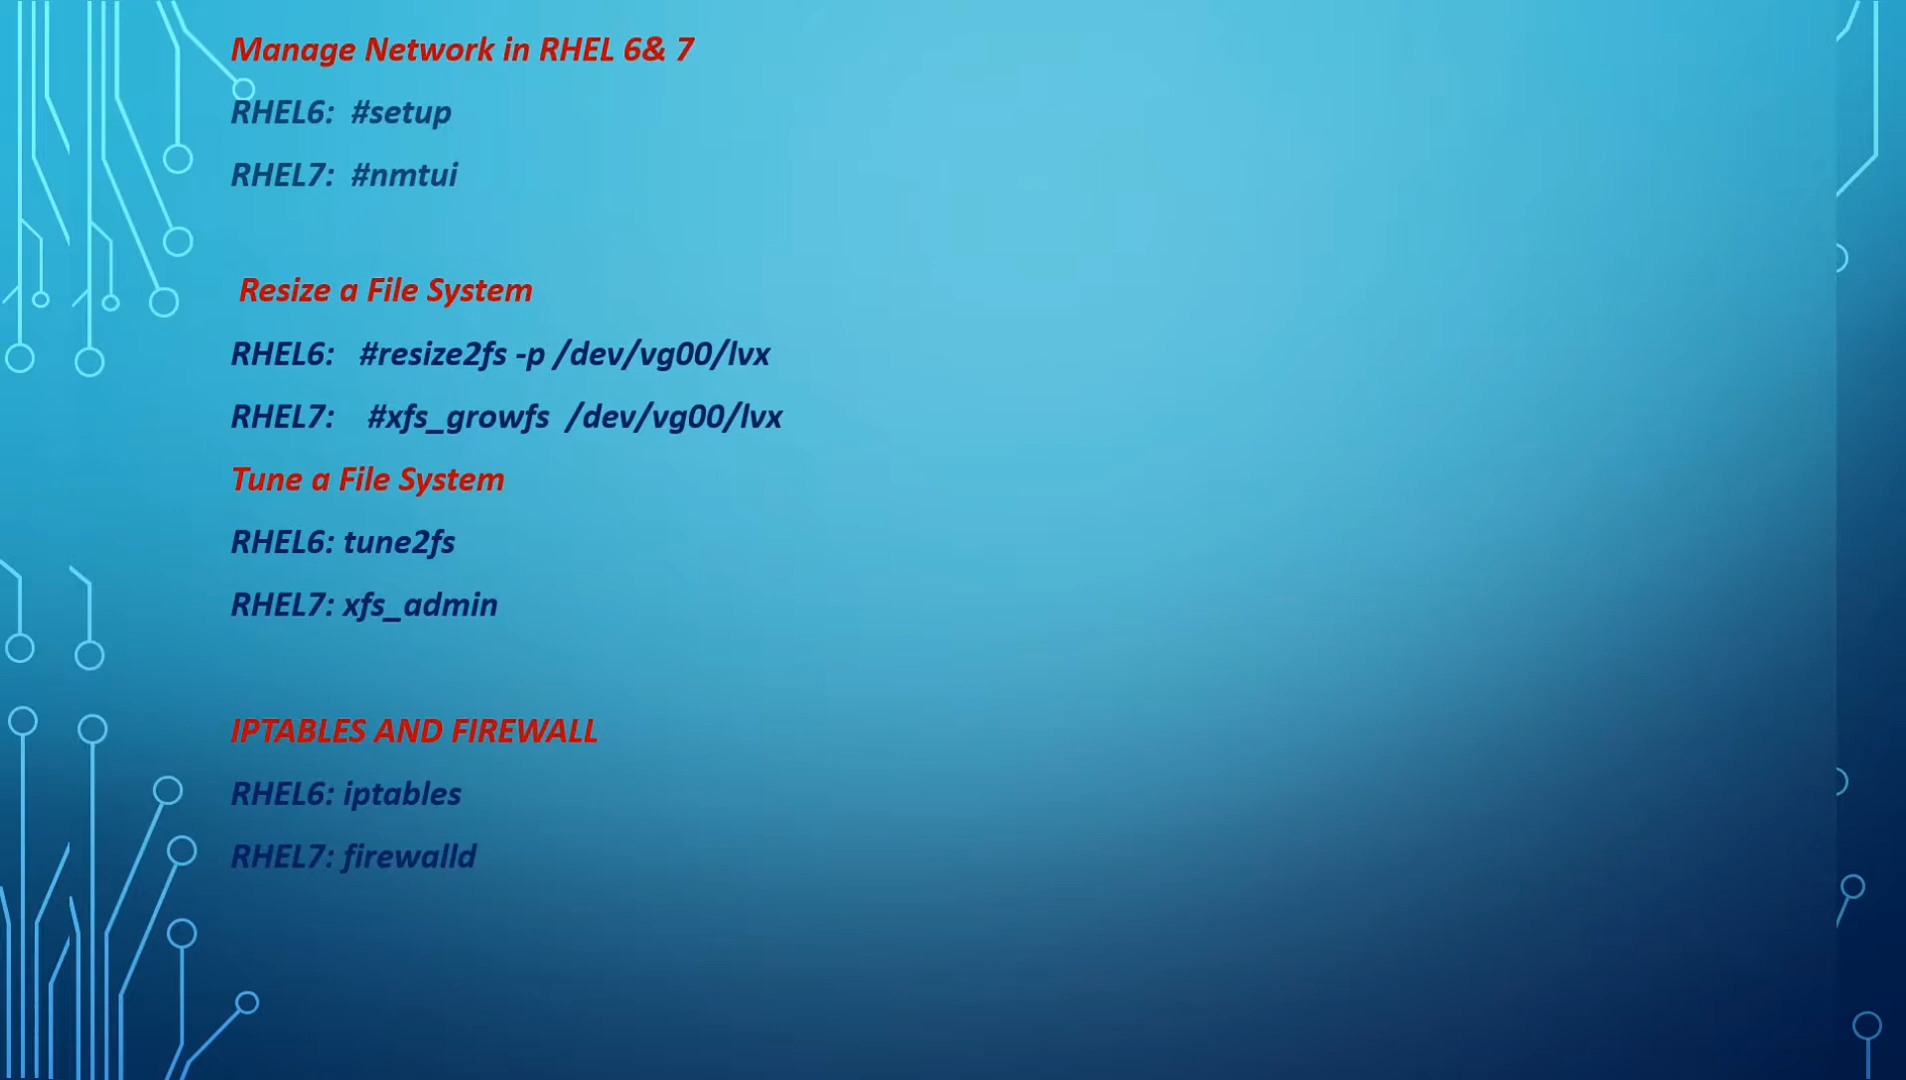 Manage Network in RHEL 6& 7
RHEL6:  #setup
RHEL7:  #nmtui
Resize a File System
RHEL6:   #resize2fs -p /dev/vg00/lvx
RHEL7:    #xfs_growfs  /dev/vg00/lvx
Tune a File System
RHEL6: tune2fs
RHEL7: xfs_admin
IPTABLES AND FIREWALL
RHEL6: iptables
RHEL7: firewalld